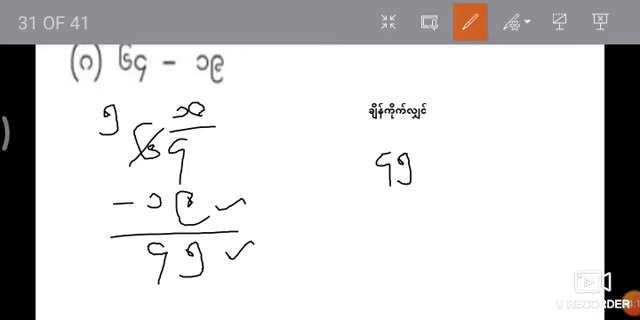 31 OF 41
(ဂ) ၆၄ - ၁၉
ချိန်ကိုက်လျှင်
၅ ၁၀
၆၄
၄၅
- ၁၉
၄၅
VRECORDER